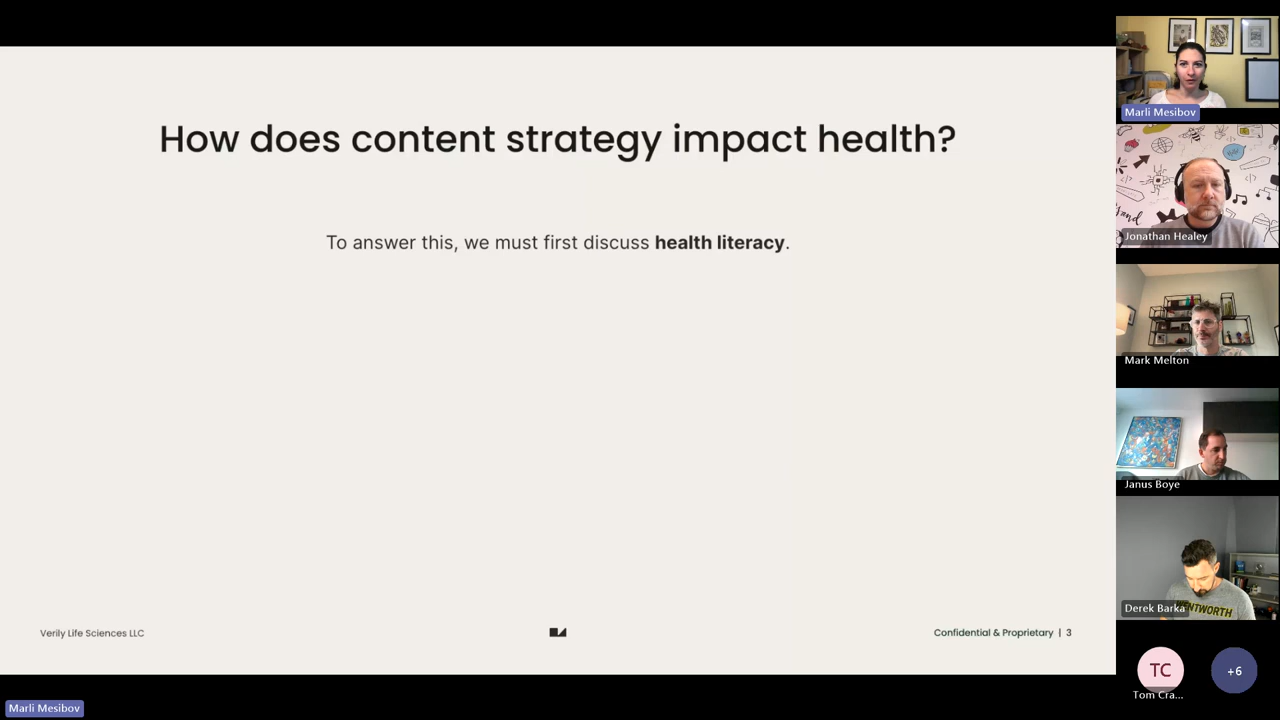 How does content strategy impact health?
To answer this, we must first discuss health literacy.
Verily Life Sciences LLC
Confidential & Proprietary | 3
Marli Mesibov
Marli Mesibov
Jonathan Healey
Mark Melton
Janus Boye
WENTWORTH
Derek Barka
TC
Tom Cra...
+6